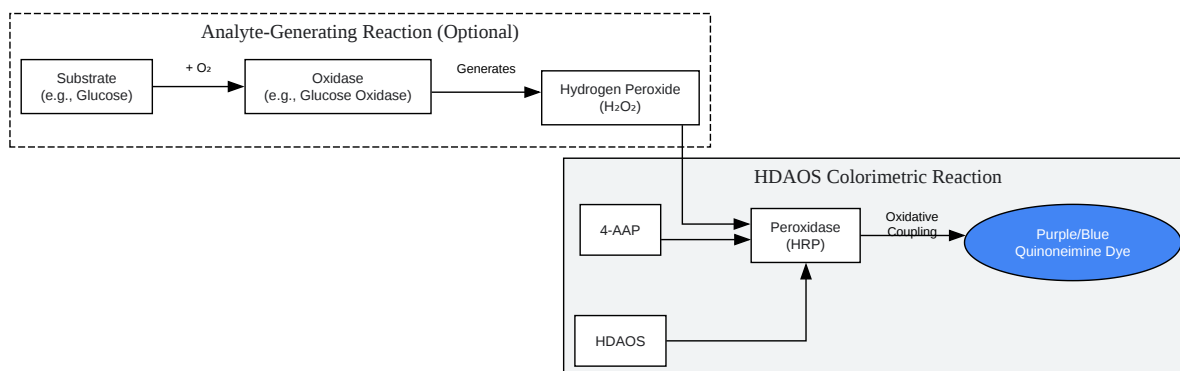 Analyte-Generating Reaction (Optional)
Substrate
(e.g., Glucose)
+ O₂
Oxidase
(e.g., Glucose Oxidase)
Generates
Hydrogen Peroxide
(H₂O₂)
HDAOS Colorimetric Reaction
4-AAP
Peroxidase
(HRP)
Oxidative
Coupling
Purple/Blue
Quinoneimine Dye
HDAOS